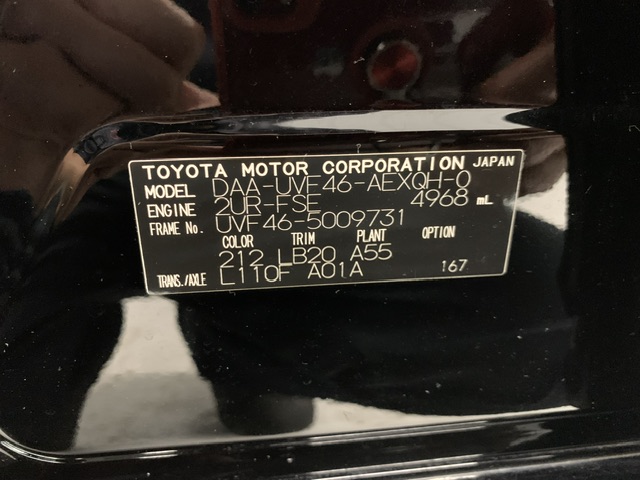 TOYOTA MOTOR CORPORATION JAPAN
MODEL DAA-UVF46-AEXQH-O
ENGINE 2UR-FSE 4968 mL
FRAME No. UVF46-5009731
COLOR TRIM PLANT OPTION
212 LB20 A55
TRANS./AXLE L110F A01A 167